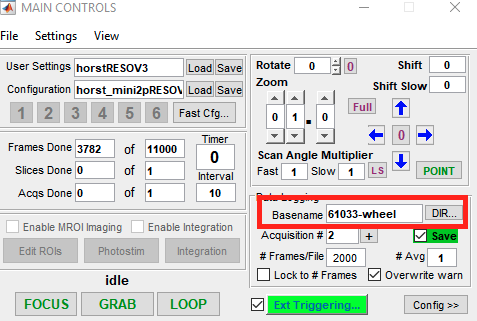 MAIN CONTROLS
File Settings View
User Settings horstRESOV3 Load Save
Configuration horst_mini2pRESOV Load Save
1 2 3 4 5 6 Fast Cfg...
Frames Done 3782 of 11000
Slices Done 0 of 1
Acqs Done 0 of 1
Timer
0
Interval
10
Enable MROI Imaging Enable Integration
Edit ROIs Photostim Integration
idle
FOCUS GRAB LOOP
Rotate 0 0 Shift 0
Zoom Shift Slow 0
0 1 . 0
Full
0
Scan Angle Multiplier
Fast 1 Slow 1 LS POINT
Data Logging
Basename 61033-wheel DIR...
Acquisition # 2 + Save
# Frames/File 2000 # Avg 1
Lock to # Frames Overwrite warn
Ext Triggering... Config >>